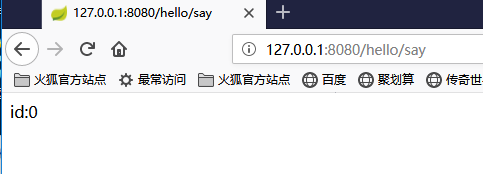 127.0.0.1:8080/hello/say
127.0.0.1:8080/hello/say
火狐官方站点 最常访问 火狐官方站点 百度 聚划算 传奇世
id:0